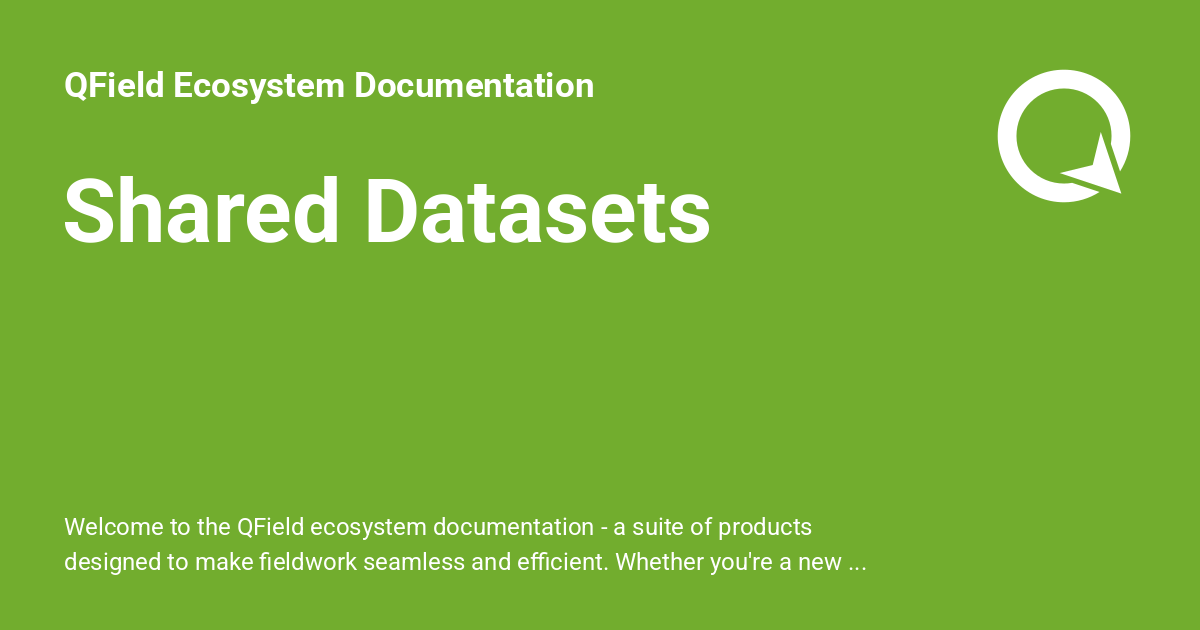 QField Ecosystem Documentation
Shared Datasets
Welcome to the QField ecosystem documentation - a suite of products
designed to make fieldwork seamless and efficient. Whether you're a new ...